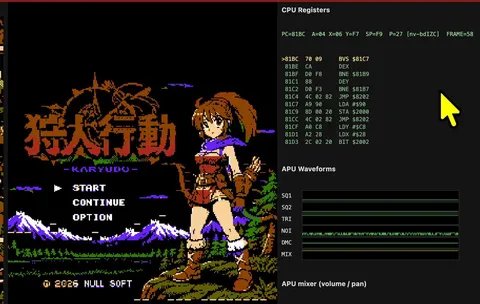 狩人行動
-KARYUDO-
START
CONTINUE
OPTION
© 2026 NULL SOFT
CPU Registers
PC=81BC A=04 X=06 Y=F7 SP=F9 P=27 [nv-bdIZC] FRAME=58
>81BC 70 09 BVS $81C7
81BE CA DEX
81BF D0 F8 BNE $81B9
81C1 88 DEY
81C2 D0 F3 BNE $81B7
81C4 4C 02 82 JMP $8202
81C7 A9 90 LDA #$90
81C9 8D 00 20 STA $2000
81CC 4C 02 82 JMP $8202
81CF A0 C8 LDY #$C8
81D1 A2 28 LDX #$28
81D3 2C 02 20 BIT $2002
APU Waveforms
SQ1
SQ2
TRI
NOI
DMC
MIX
APU mixer (volume / pan)